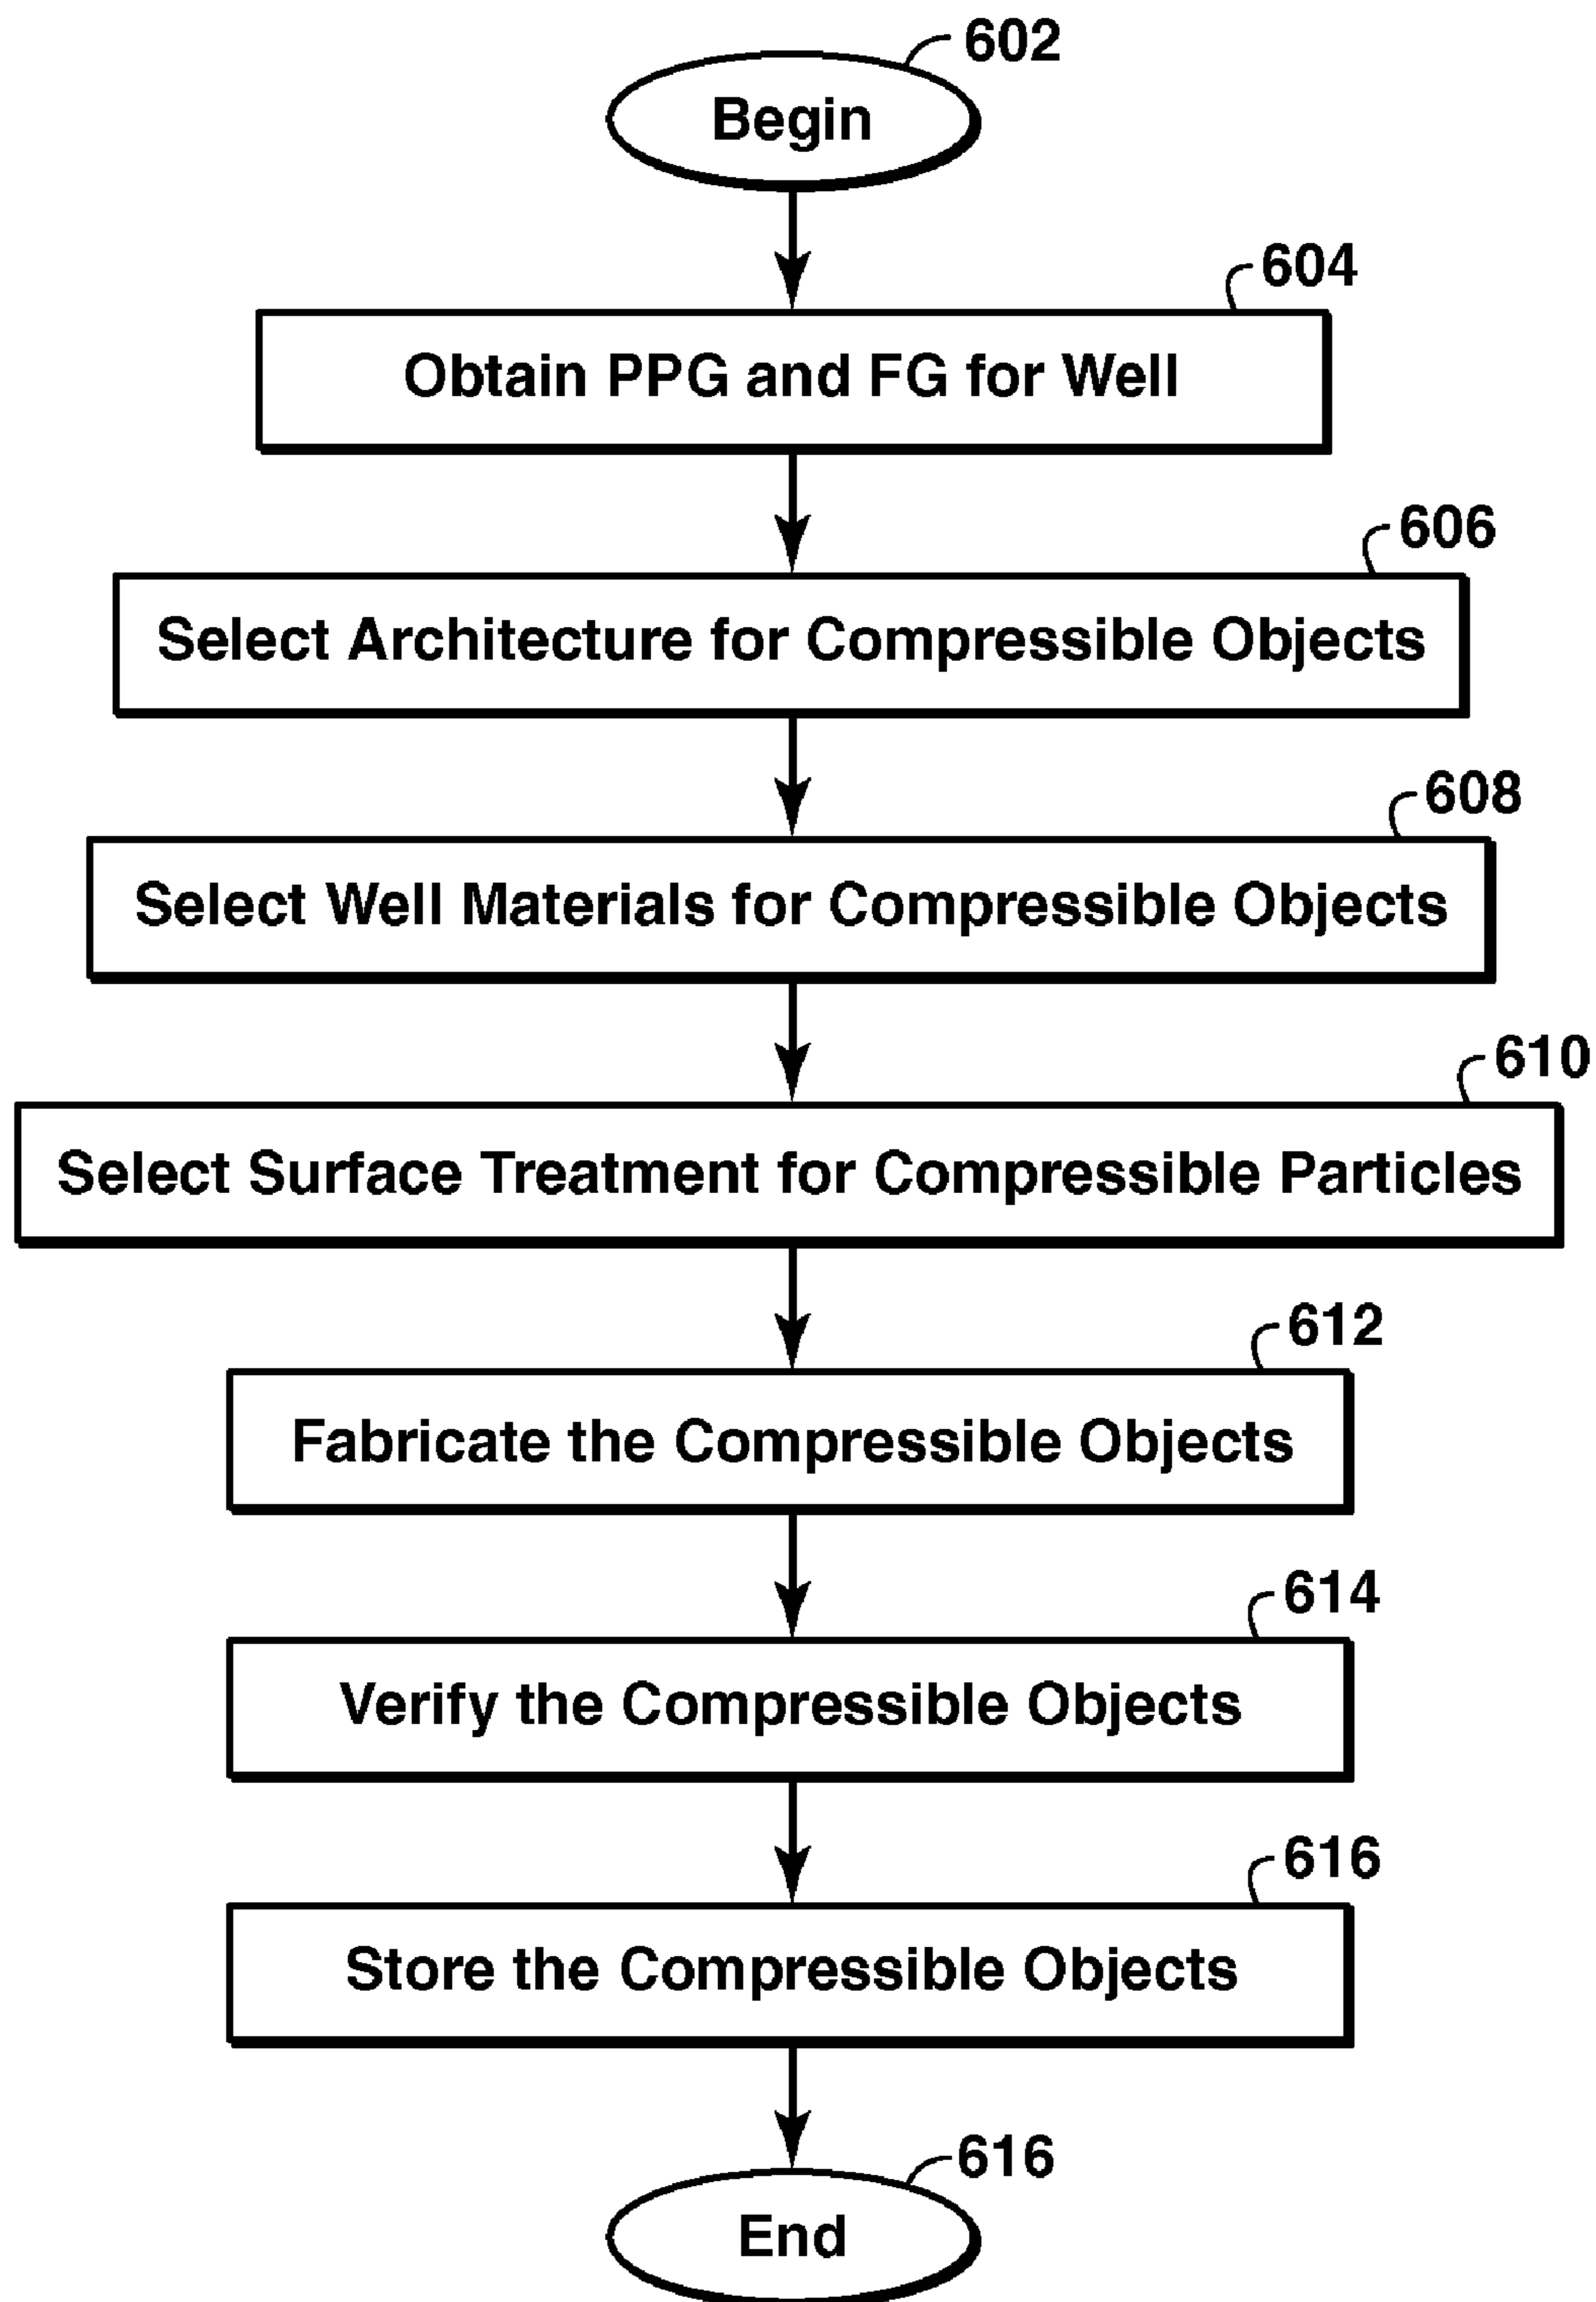 602
Begin
604
Obtain PPG and FG for Well
606
Select Architecture for Compressible Objects
608
Select Well Materials for Compressible Objects
610
Select Surface Treatment for Compressible Particles
612
Fabricate the Compressible Objects
614
Verify the Compressible Objects
616
Store the Compressible Objects
616
End